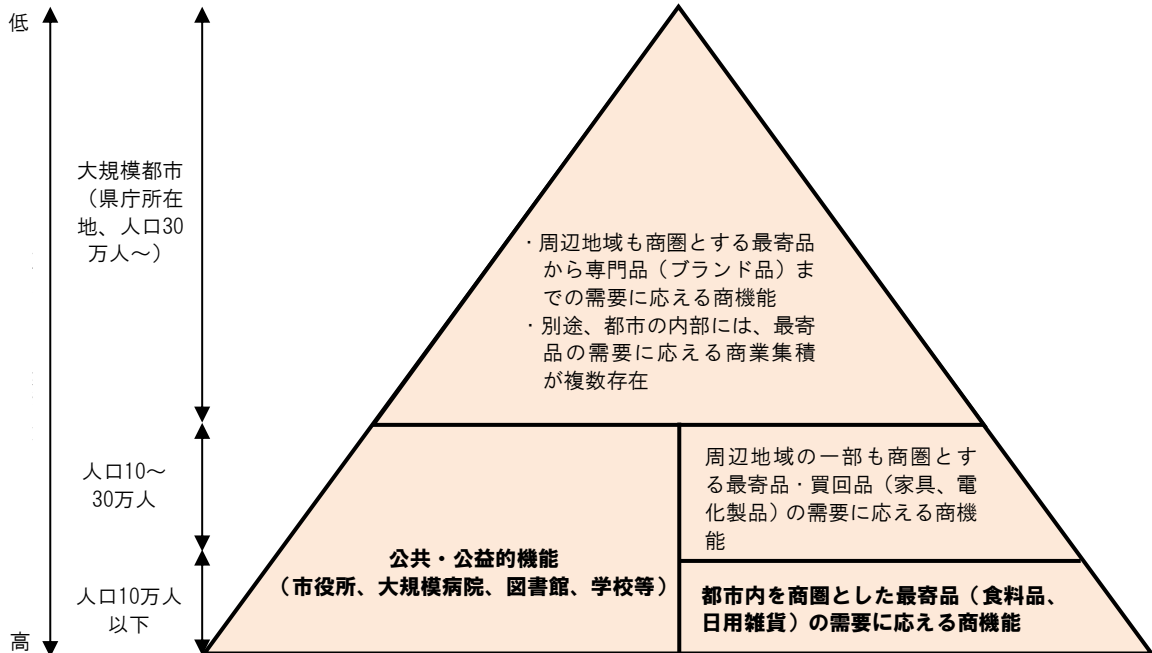 低
大規模都市
（県庁所在
地、人口30
万人～）
・周辺地域も商圏とする最寄品
から専門品（ブランド品）ま
での需要に応える商機能
・別途、都市の内部には、最寄
品の需要に応える商業集積
が複数存在
人口10～
30万人
周辺地域の一部も商圏とす
る最寄品・買回品（家具、電
化製品）の需要に応える商機
能
公共・公益的機能
（市役所、大規模病院、図書館、学校等）
人口10万人
以下
都市内を商圏とした最寄品（食料品、
日用雑貨）の需要に応える商機能
高